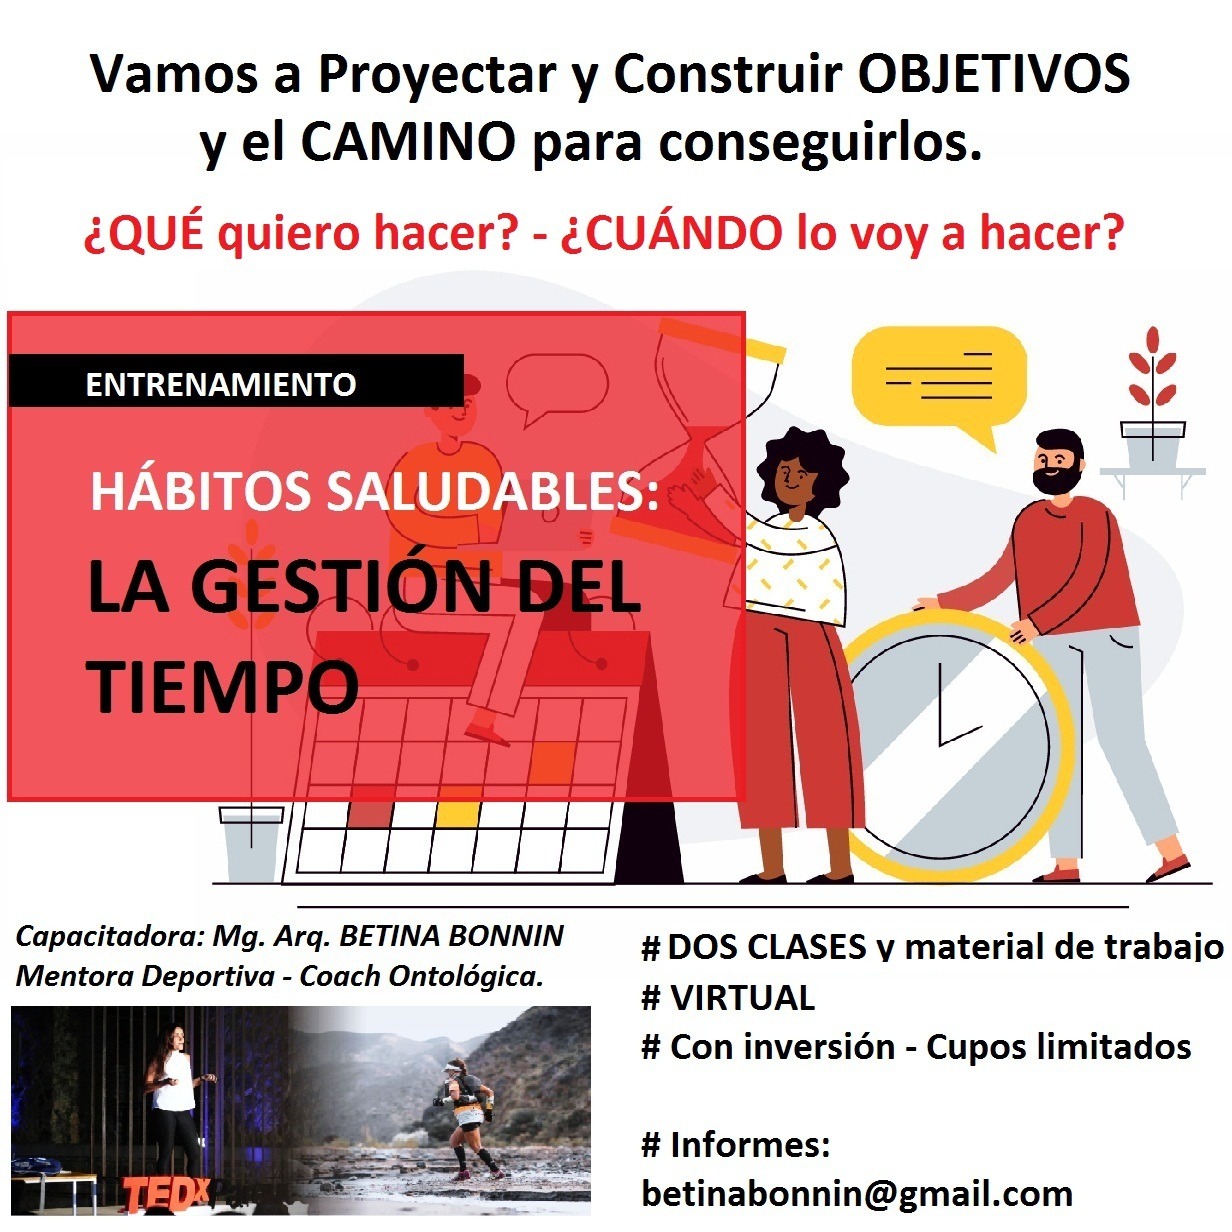 Vamos a Proyectar y Construir OBJETIVOS
y el CAMINO para conseguirlos.
¿QUÉ quiero hacer? - ¿CUÁNDO lo voy a hacer?
ENTRENAMIENTO
HÁBITOS SALUDABLES:
LA GESTIÓN DEL
TIEMPO
Capacitadora: Mg. Arq. BETINA BONNIN
Mentora Deportiva - Coach Ontológica.
TEDx
# DOS CLASES y material de trabajo
# VIRTUAL
# Con inversión - Cupos limitados
# Informes:
betinabonnin@gmail.com